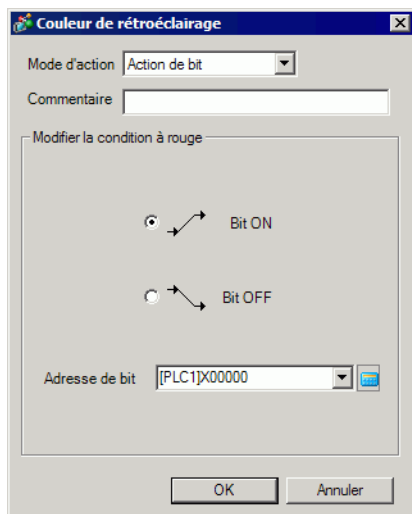 Couleur de rétroéclairage
Mode d'action Action de bit
Commentaire
Modifier la condition à rouge
Bit ON
Bit OFF
Adresse de bit [PLC1]X00000
OK Annuler